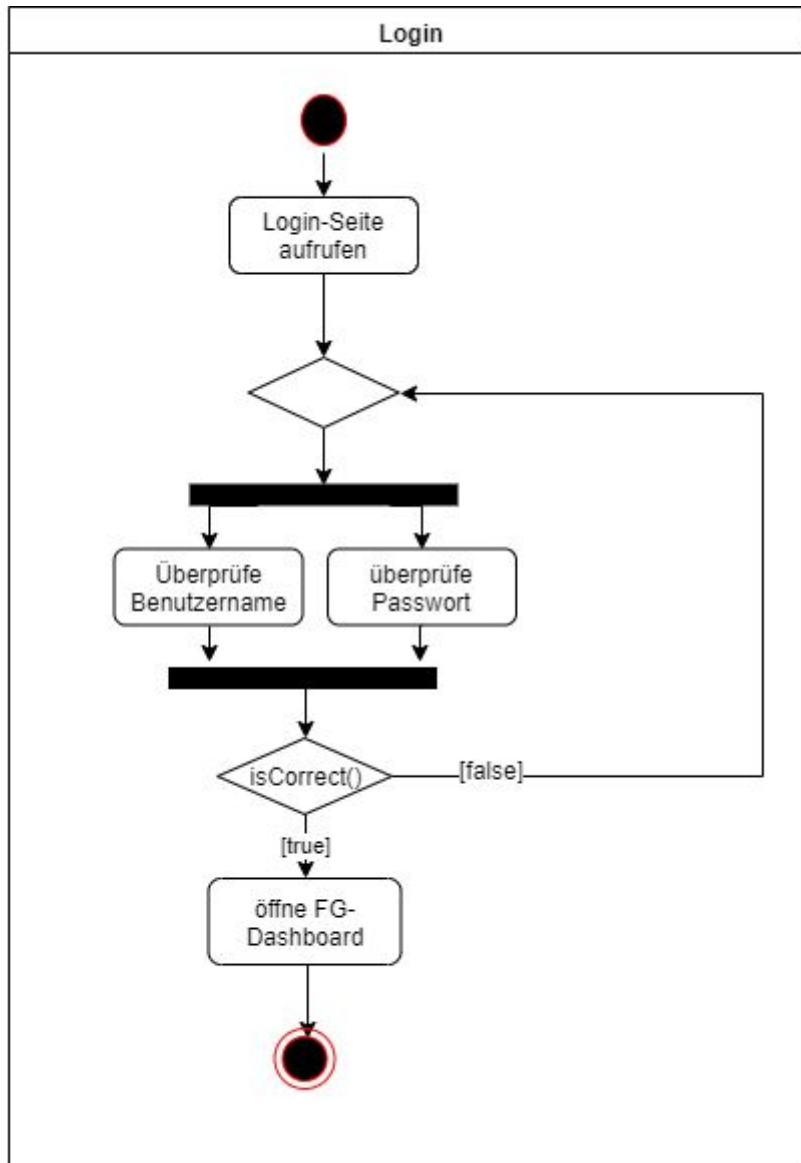 Login
Login-Seite
aufrufen
Überprüfe
Benutzername
überprüfe
Passwort
isCorrect()
[false]
[true]
öffne FG-
Dashboard